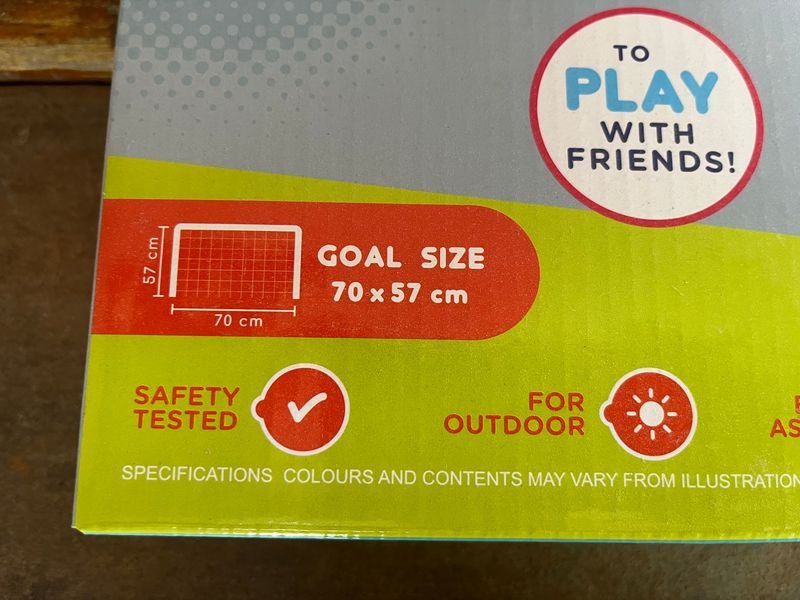 TO
PLAY
WITH
FRIENDS!
57 cm
70 cm
GOAL SIZE
70 x 57 cm
SAFETY
TESTED
FOR
OUTDOOR
AS
SPECIFICATIONS COLOURS AND CONTENTS MAY VARY FROM ILLUSTRATION